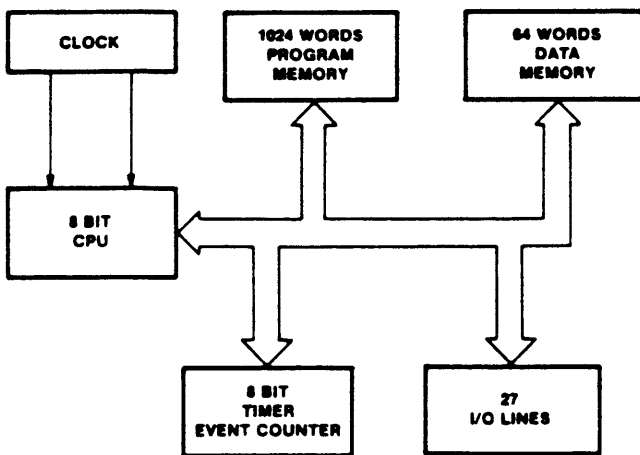 CLOCK
1024 WORDS
PROGRAM
MEMORY
64 WORDS
DATA
MEMORY
8 BIT
CPU
8 BIT
TIMER
EVENT COUNTER
27
I/O LINES